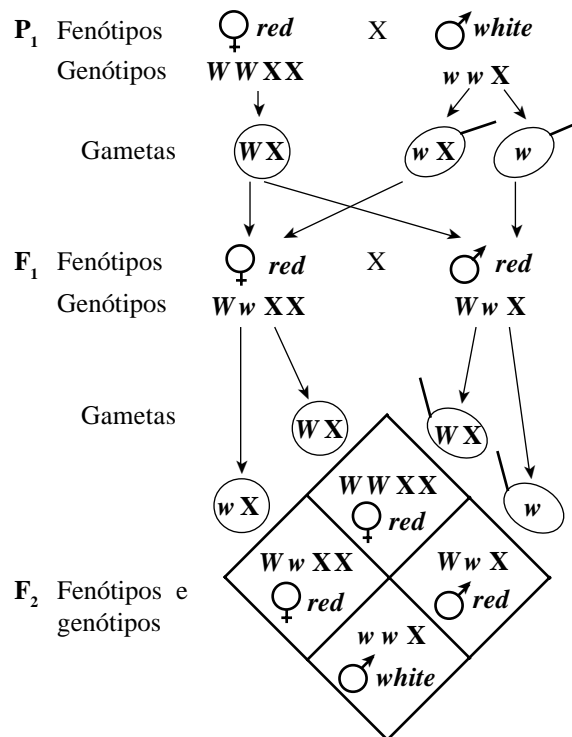 P₁ Fenótipos red X white
Genótipos W W X X w w X
Gametas W X w X w
F₁ Fenótipos red X red
Genótipos W w X X W w X
Gametas W X W X
w X W W X X w
red
W w X X W w X
F₂ Fenótipos e red red
genótipos w w X
white